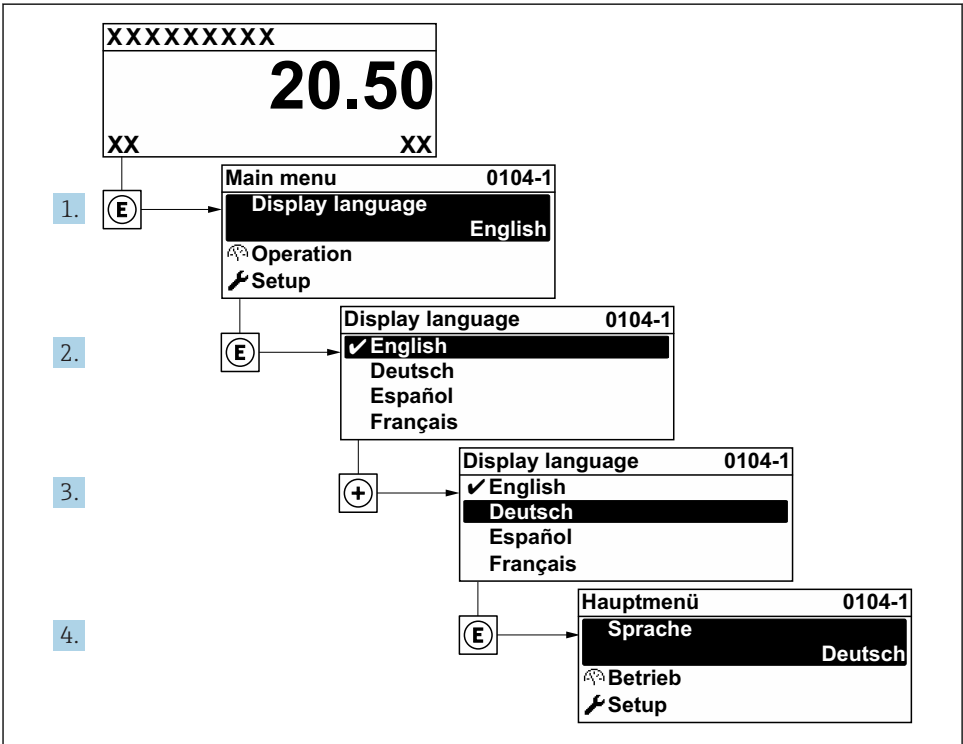 XXXXXXXXX
20.50
XX XX
1.
E
Main menu 0104-1
Display language
English
Operation
Setup
2.
E
Display language 0104-1
✔English
Deutsch
Español
Français
3.
+
Display language 0104-1
✔English
Deutsch
Español
Français
4.
E
Hauptmenü 0104-1
Sprache
Deutsch
Betrieb
Setup